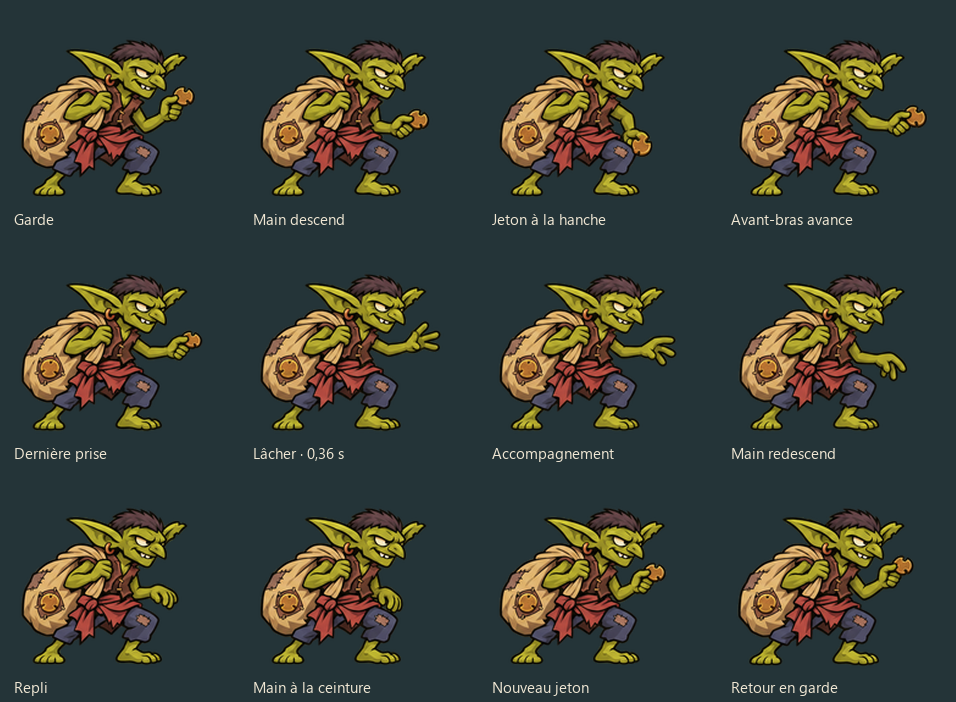 Garde
Main descend
Jeton à la hanche
Avant-bras avance
Dernière prise
Lâcher · 0,36 s
Accompagnement
Main redescend
Repli
Main à la ceinture
Nouveau jeton
Retour en garde